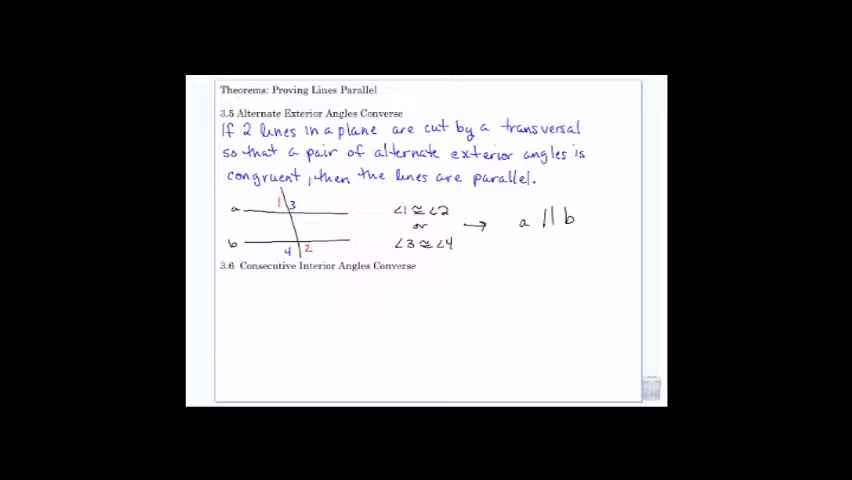 Theorems: Proving Lines Parallel
3.5 Alternate Exterior Angles Converse
If 2 lines in a plane are cut by a transversal
so that a pair of alternate exterior angles is
congruent, then the lines are parallel.
1 3
a
∠1 ≅ ∠2
or
→ a || b
b
∠3 ≅ ∠4
4 2
3.6 Consecutive Interior Angles Converse